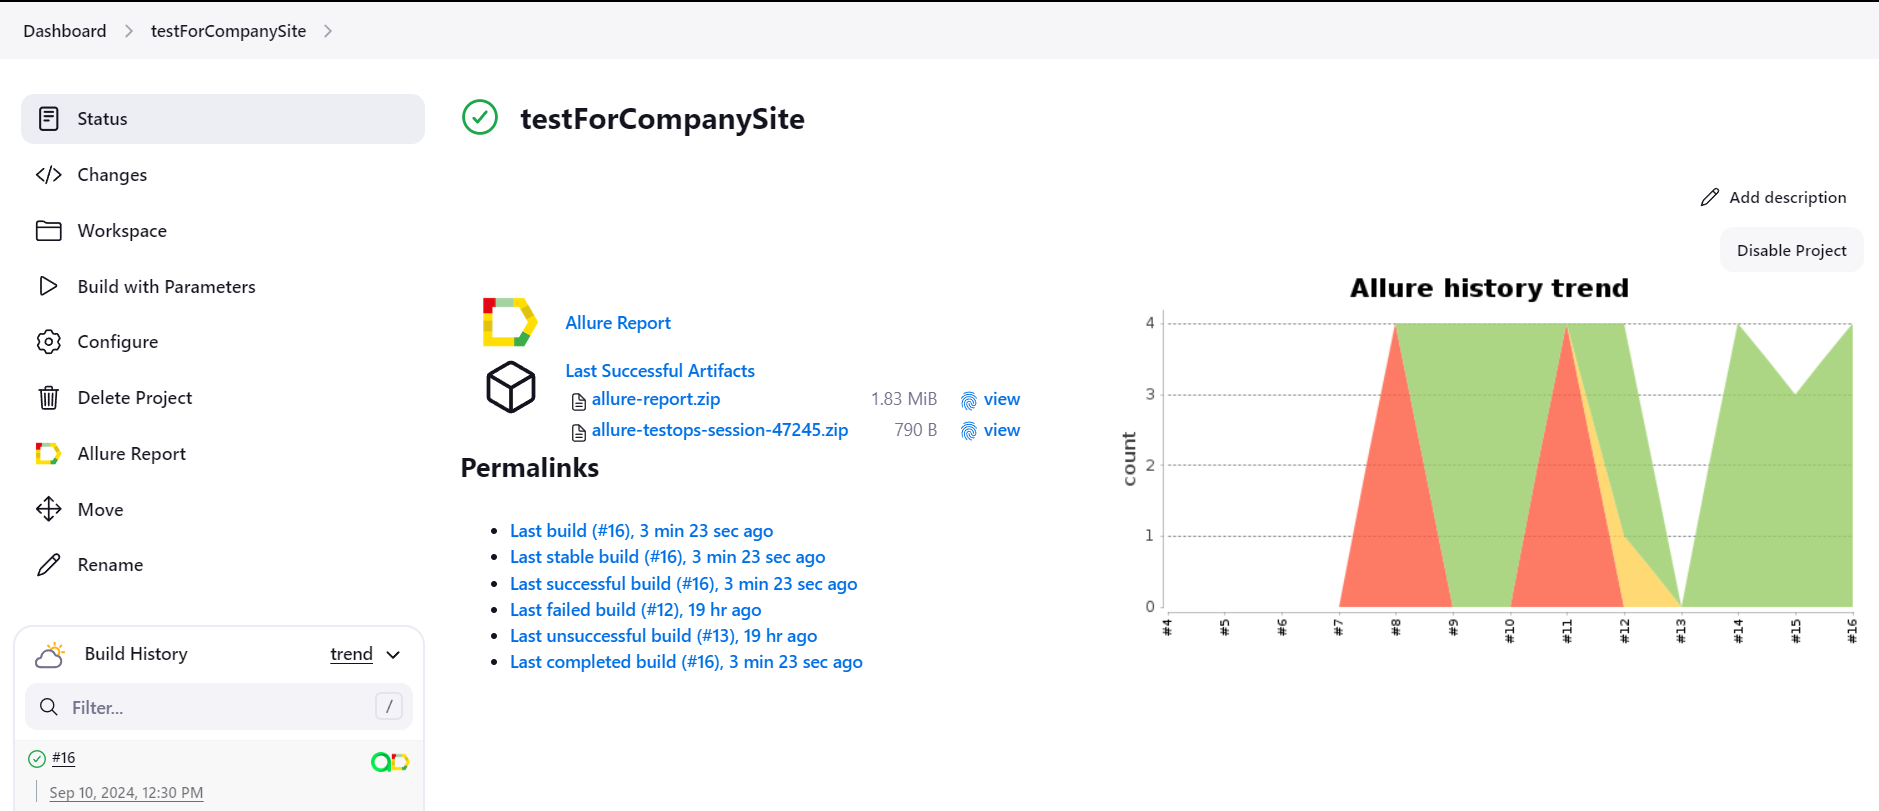 Dashboard
testForCompanySite
Status
Changes
Workspace
Build with Parameters
Configure
Delete Project
Allure Report
Move
Rename
Build History
trend
Filter...
/
#16
Sep 10, 2024, 12:30 PM
testForCompanySite
Add description
Disable Project
Allure Report
Last Successful Artifacts
allure-report.zip 1.83 MiB view
allure-testops-session-47245.zip 790 B view
Permalinks
Last build (#16), 3 min 23 sec ago
Last stable build (#16), 3 min 23 sec ago
Last successful build (#16), 3 min 23 sec ago
Last failed build (#12), 19 hr ago
Last unsuccessful build (#13), 19 hr ago
Last completed build (#16), 3 min 23 sec ago
Allure history trend
count
4
3
2
1
0
#4 #5 #6 #7 #8 #9 #10 #11 #12 #13 #14 #15 #16